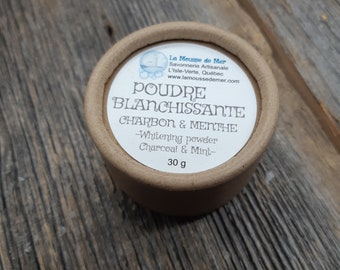 La Mousse de Mer
Savonnerie Artisanale
L'Isle-Verte, Québec
www.lamoussedemer.com
POUDRE
BLANCHISSANTE
CHARBON & MENTHE
~Whitening powder
Charcoal & Mint~
30 g